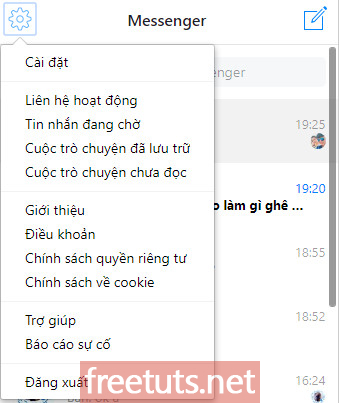 Messenger
Cài đặt
enger
Liên hệ hoạt động
19:25
Tin nhắn đang chờ
Cuộc trò chuyện đã lưu trữ
Cuộc trò chuyện chưa đọc
19:20
Giới thiệu
o làm gì ghê ...
Điều khoản
Chính sách quyền riêng tư
18:55
Chính sách về cookie
Trợ giúp
18:52
Báo cáo sự cố
Đăng xuất
16:24
freetuts.net